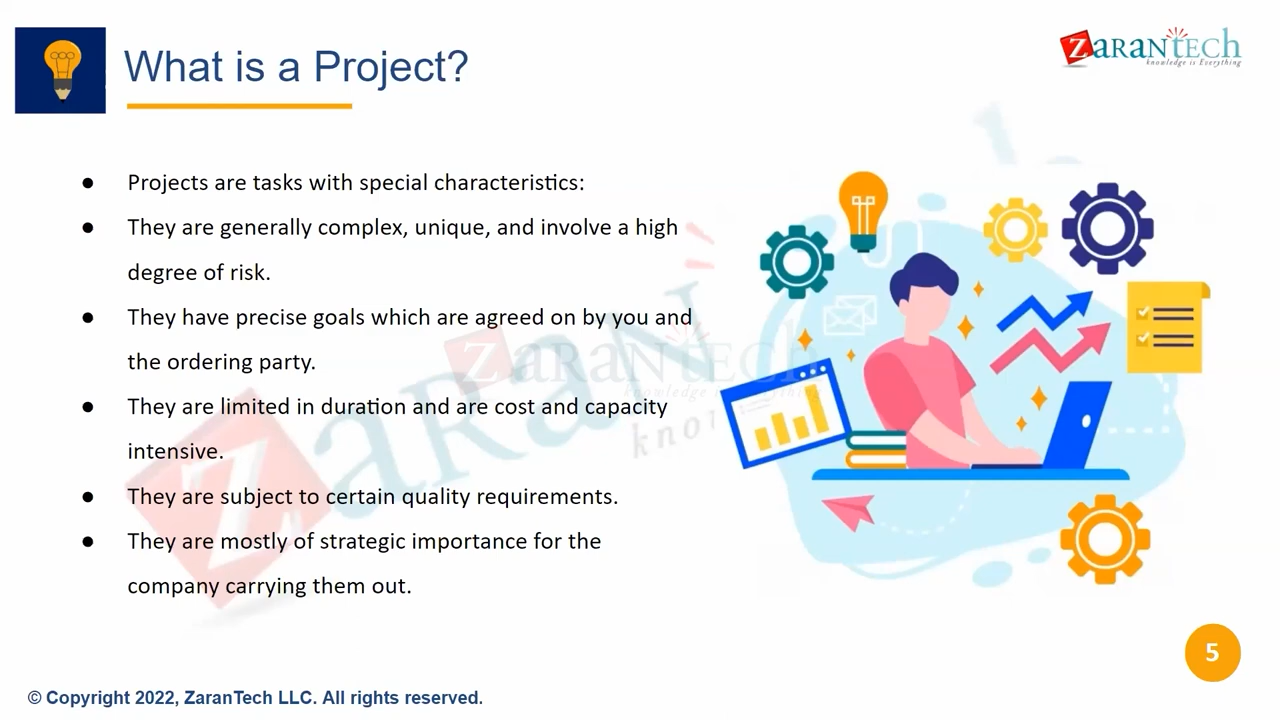 What is a Project?
ZaranTech
knowledge is Everything
● Projects are tasks with special characteristics:
● They are generally complex, unique, and involve a high
degree of risk.
● They have precise goals which are agreed on by you and
the ordering party.
● They are limited in duration and are cost and capacity
intensive.
● They are subject to certain quality requirements.
● They are mostly of strategic importance for the
company carrying them out.
ZaranTech
5
© Copyright 2022, ZaranTech LLC. All rights reserved.